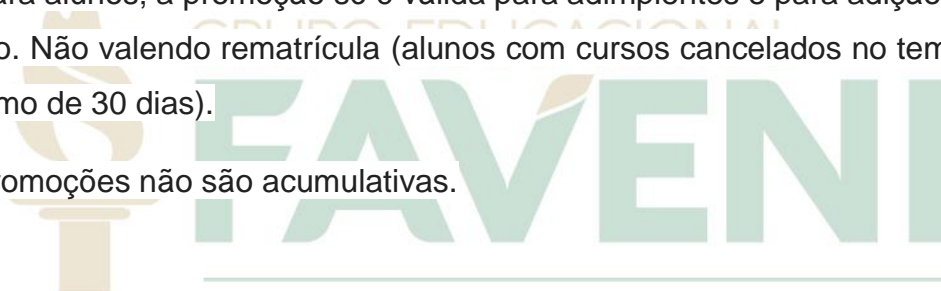 ara alunos, a promoção só é válida para adimplentes e para adição
GRUPO EDUCACIONAL
o. Não valendo rematrícula (alunos com cursos cancelados no tem
mo de 30 dias).
FAVENI
romoções não são acumulativas.